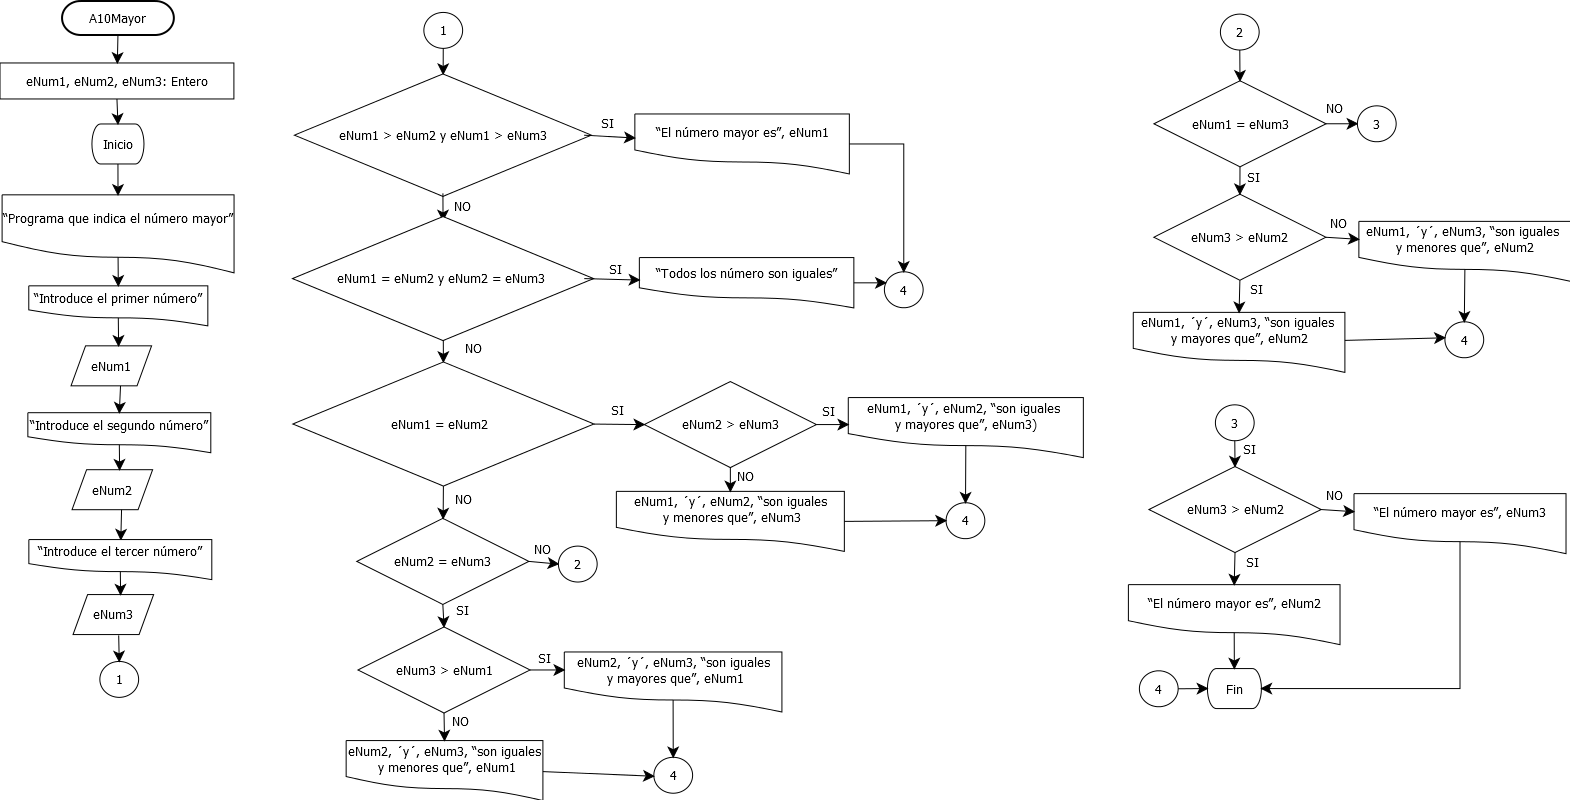 A10Mayor
eNum1, eNum2, eNum3: Entero
Inicio
“Programa que indica el número mayor”
“Introduce el primer número”
eNum1
“Introduce el segundo número”
eNum2
“Introduce el tercer número”
eNum3
1
1
eNum1 > eNum2 y eNum1 > eNum3
SI
“El número mayor es”, eNum1
NO
eNum1 = eNum2 y eNum2 = eNum3
SI
“Todos los número son iguales”
4
NO
eNum1 = eNum2
SI
eNum2 > eNum3
SI
eNum1, ´y´, eNum2, “son iguales
y mayores que”, eNum3)
NO
eNum1, ´y´, eNum2, “son iguales
y menores que”, eNum3
4
NO
eNum2 = eNum3
NO
2
SI
eNum3 > eNum1
SI
eNum2, ´y´, eNum3, “son iguales
y mayores que”, eNum1
NO
eNum2, ´y´, eNum3, “son iguales
y menores que”, eNum1
4
2
eNum1 = eNum3
NO
3
SI
eNum3 > eNum2
NO
eNum1, ´y´, eNum3, “son iguales
y menores que”, eNum2
SI
eNum1, ´y´, eNum3, “son iguales
y mayores que”, eNum2
4
3
SI
eNum3 > eNum2
NO
“El número mayor es”, eNum3
SI
“El número mayor es”, eNum2
4
Fin